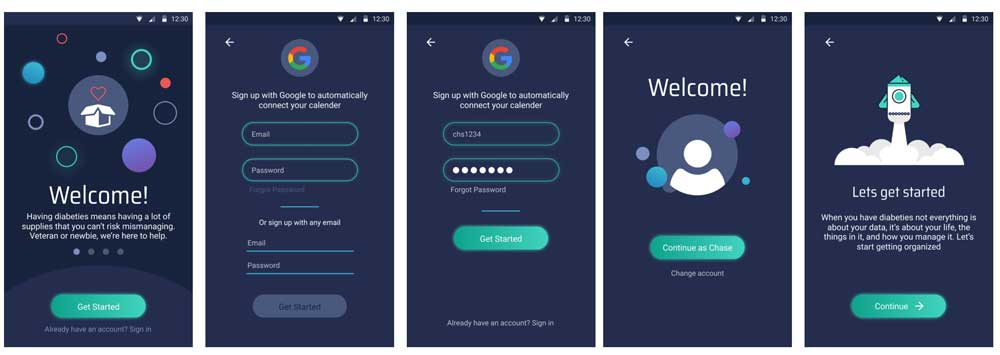 12:30
Welcome!
Having diabeties means having a lot of
supplies that you can't risk mismanaging.
Veteran or newbie, we're here to help.
Get Started
Already have an account? Sign in
12:30
Sign up with Google to automatically
connect your calender
Email
Password
Forgot Password
Or sign up with any email
Email
Password
Get Started
12:30
Sign up with Google to automatically
connect your calender
chs1234
Forgot Password
Get Started
Already have an account? Sign in
12:30
Welcome!
Continue as Chase
Change account
12:30
Lets get started
When you have diabeties not everything is
about your data, it's about your life, the
things in it, and how you manage it. Let's
start getting organized
Continue